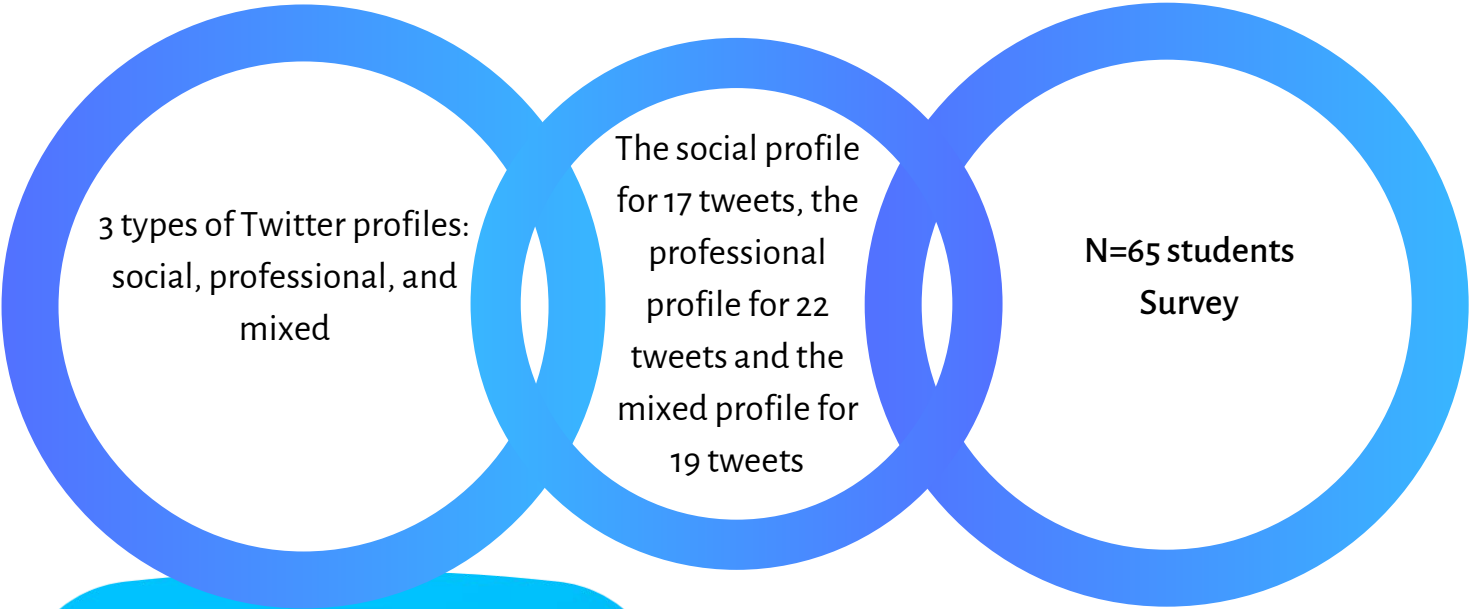 3 types of Twitter profiles:
social, professional, and
mixed
The social profile
for 17 tweets, the
professional
profile for 22
tweets and the
mixed profile for
19 tweets
N=65 students
Survey